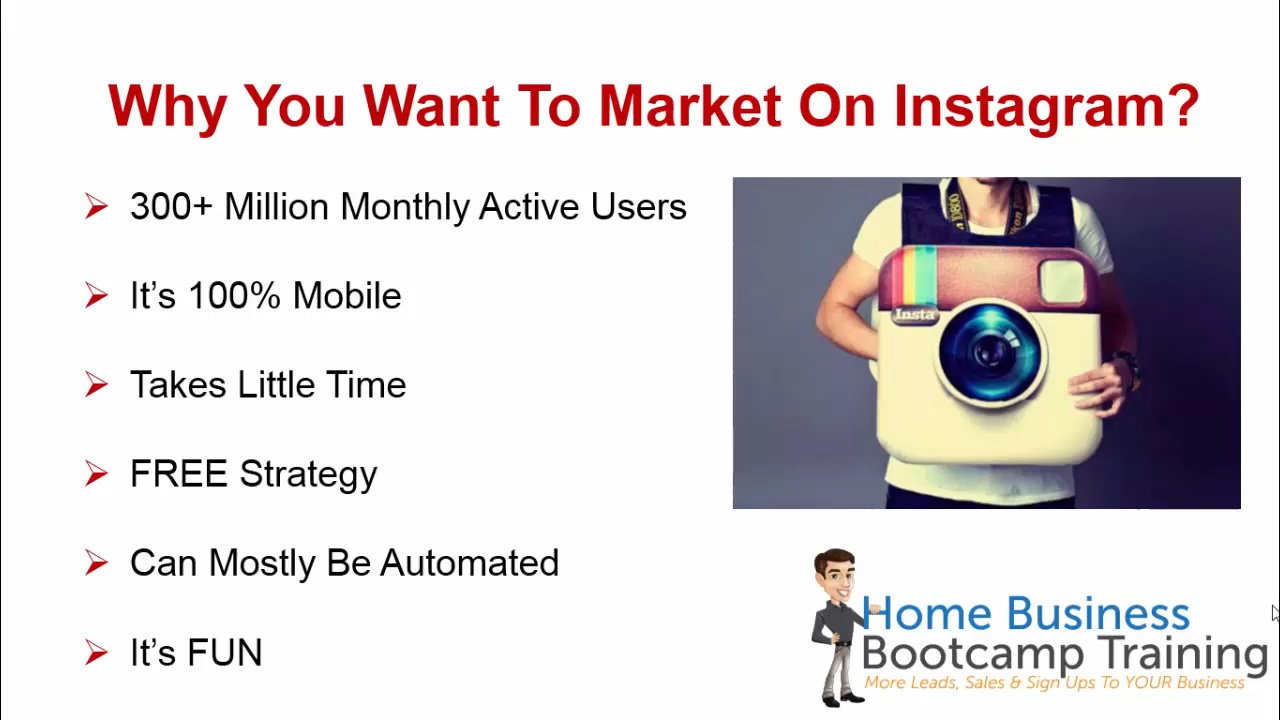 Why You Want To Market On Instagram?
300+ Million Monthly Active Users
It’s 100% Mobile
Takes Little Time
FREE Strategy
Can Mostly Be Automated
It’s FUN
Insta
Home Business
Bootcamp Training
More Leads, Sales & Sign Ups To YOUR Business